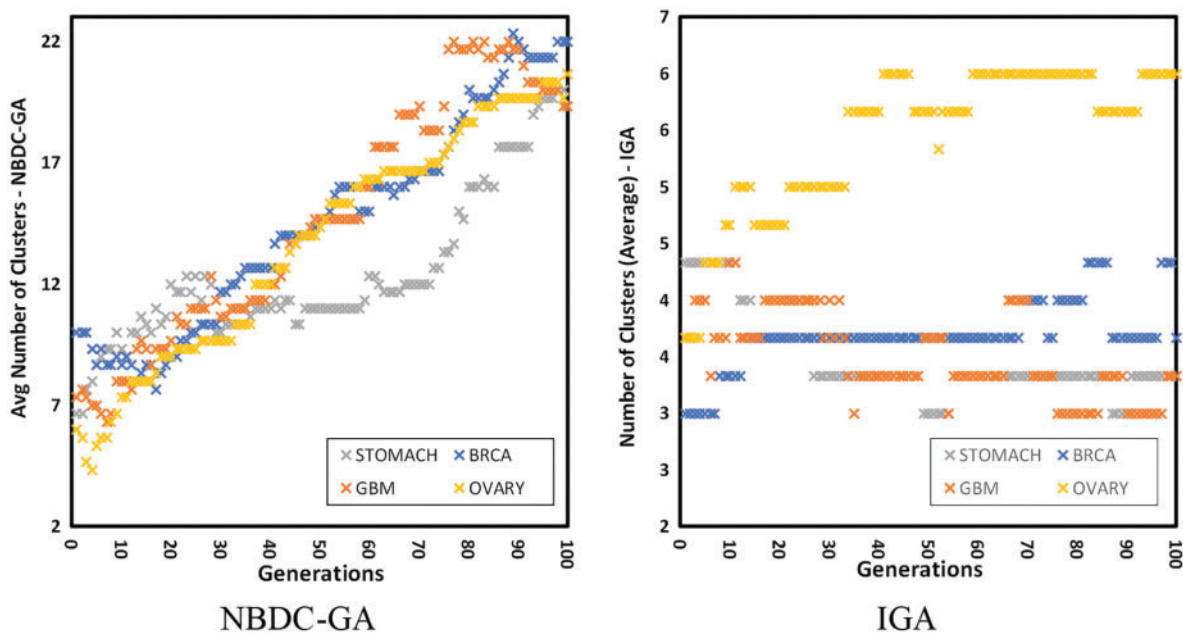 Avg Number of Clusters - NBDC-GA
22
17
12
7
2
0 10 20 30 40 50 60 70 80 90 100
Generations
STOMACH BRCA
GBM OVARY
NBDC-GA
Number of Clusters (Average) - IGA
7
6
6
5
5
4
4
3
3
2
0 10 20 30 40 50 60 70 80 90 100
Generations
STOMACH BRCA
GBM OVARY
IGA